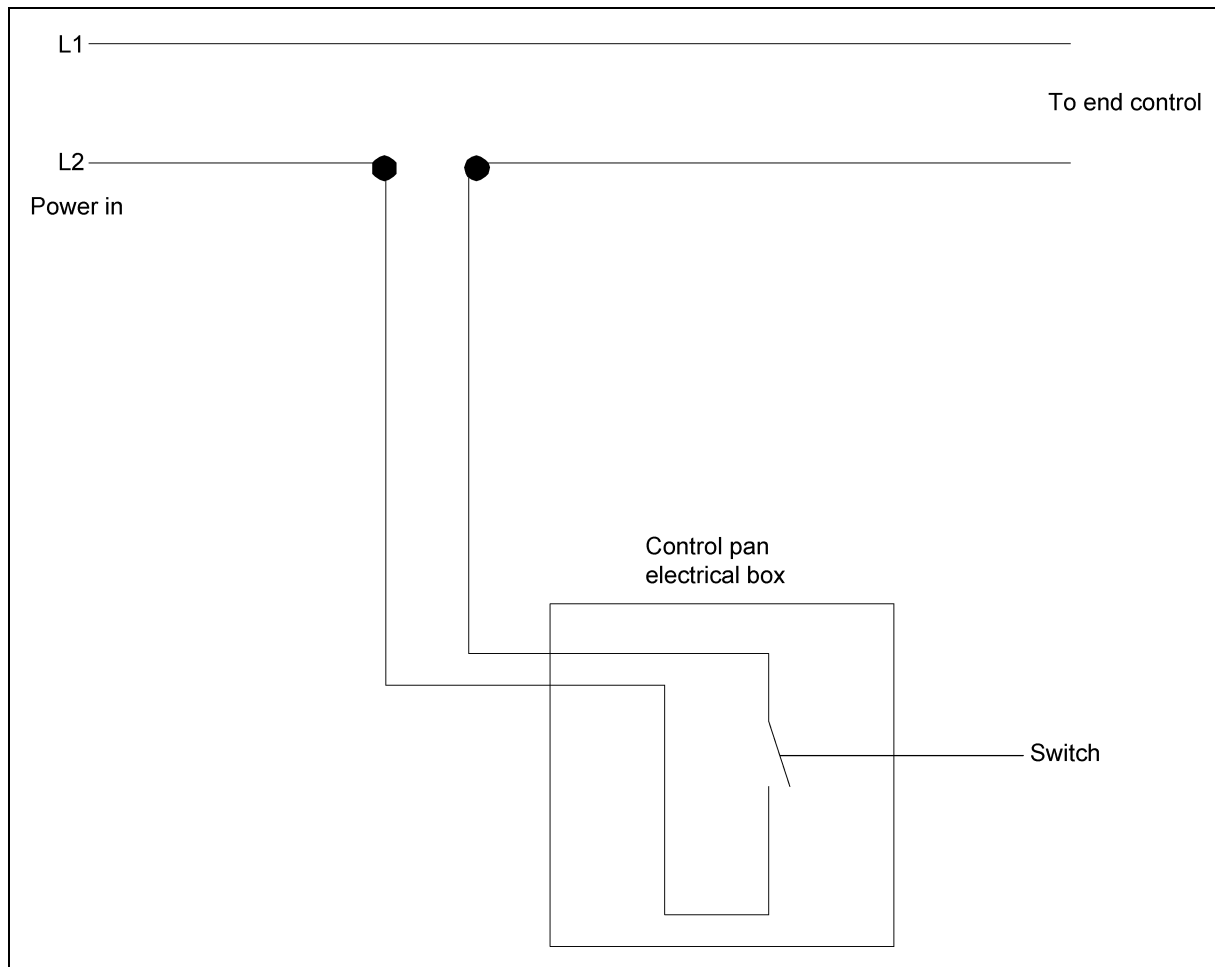 L1
To end control
L2
Power in
Control pan
electrical box
Switch